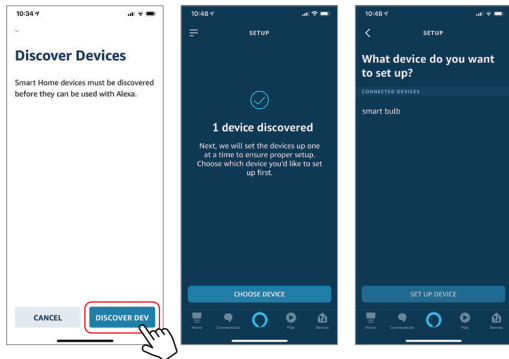 10:34
Discover Devices
Smart Home devices must be discovered
before they can be used with Alexa.
CANCEL
DISCOVER DEV
10:48
SETUP
1 device discovered
Next, we will set the devices up one
at a time to ensure proper setup.
Choose which device you'd like to set
up first.
CHOOSE DEVICE
Home
Communicate
Play
Devices
10:48
SETUP
What device do you want
to set up?
CONNECTED DEVICES
smart bulb
SET UP DEVICE
Home
Communicate
Play
Devices